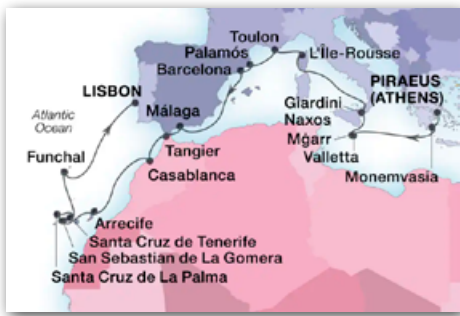 Toulon
Palamós
L'Île-Rousse
Barcelona
PIRAEUS
(ATHENS)
LISBON
Málaga
Giardini
Naxos
Atlantic
Ocean
Funchal
Tangier
Mġarr
Valletta
Casablanca
Monemvasia
Arrecife
Santa Cruz de Tenerife
San Sebastian de La Gomera
Santa Cruz de La Palma